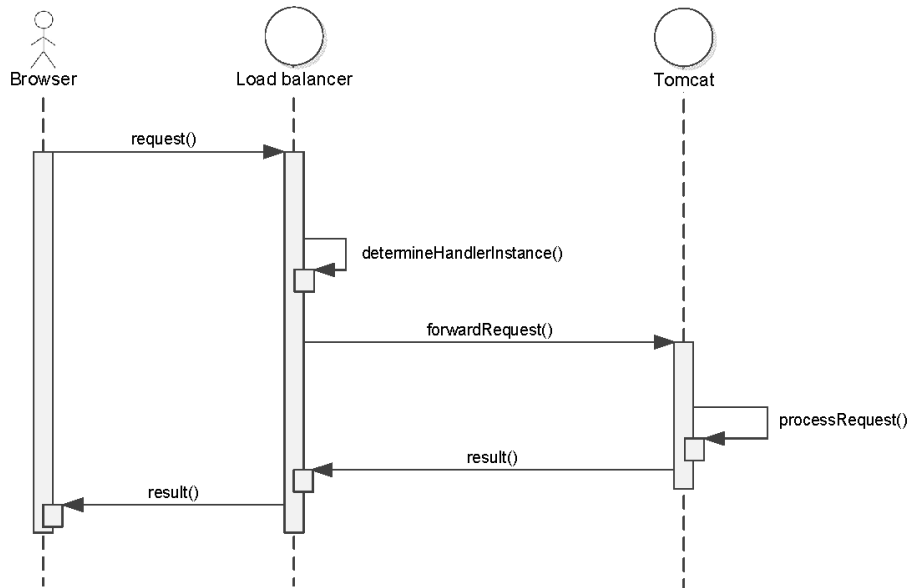 Browser
Load balancer
Tomcat
request()
determineHandlerInstance()
forwardRequest()
processRequest()
result()
result()